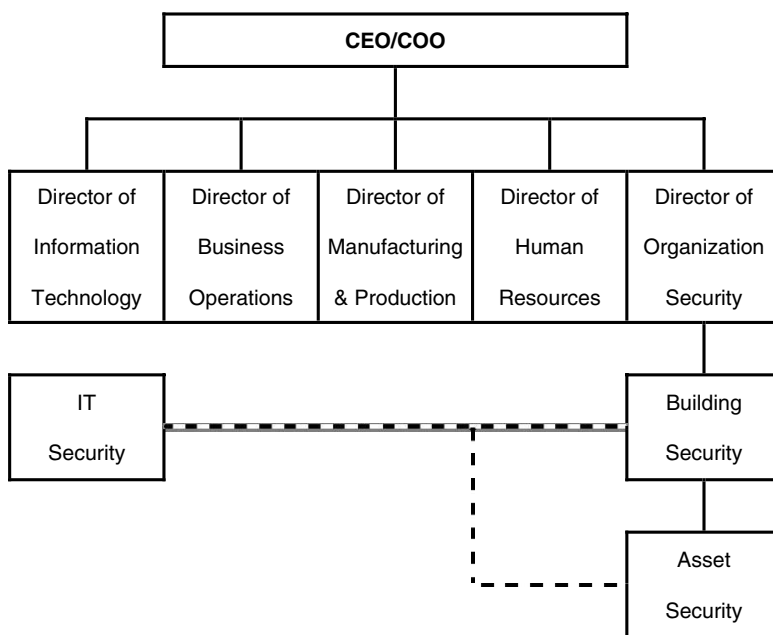 CEO/COO
Director of
Information
Technology
Director of
Business
Operations
Director of
Manufacturing
& Production
Director of
Human
Resources
Director of
Organization
Security
IT
Security
Building
Security
Asset
Security